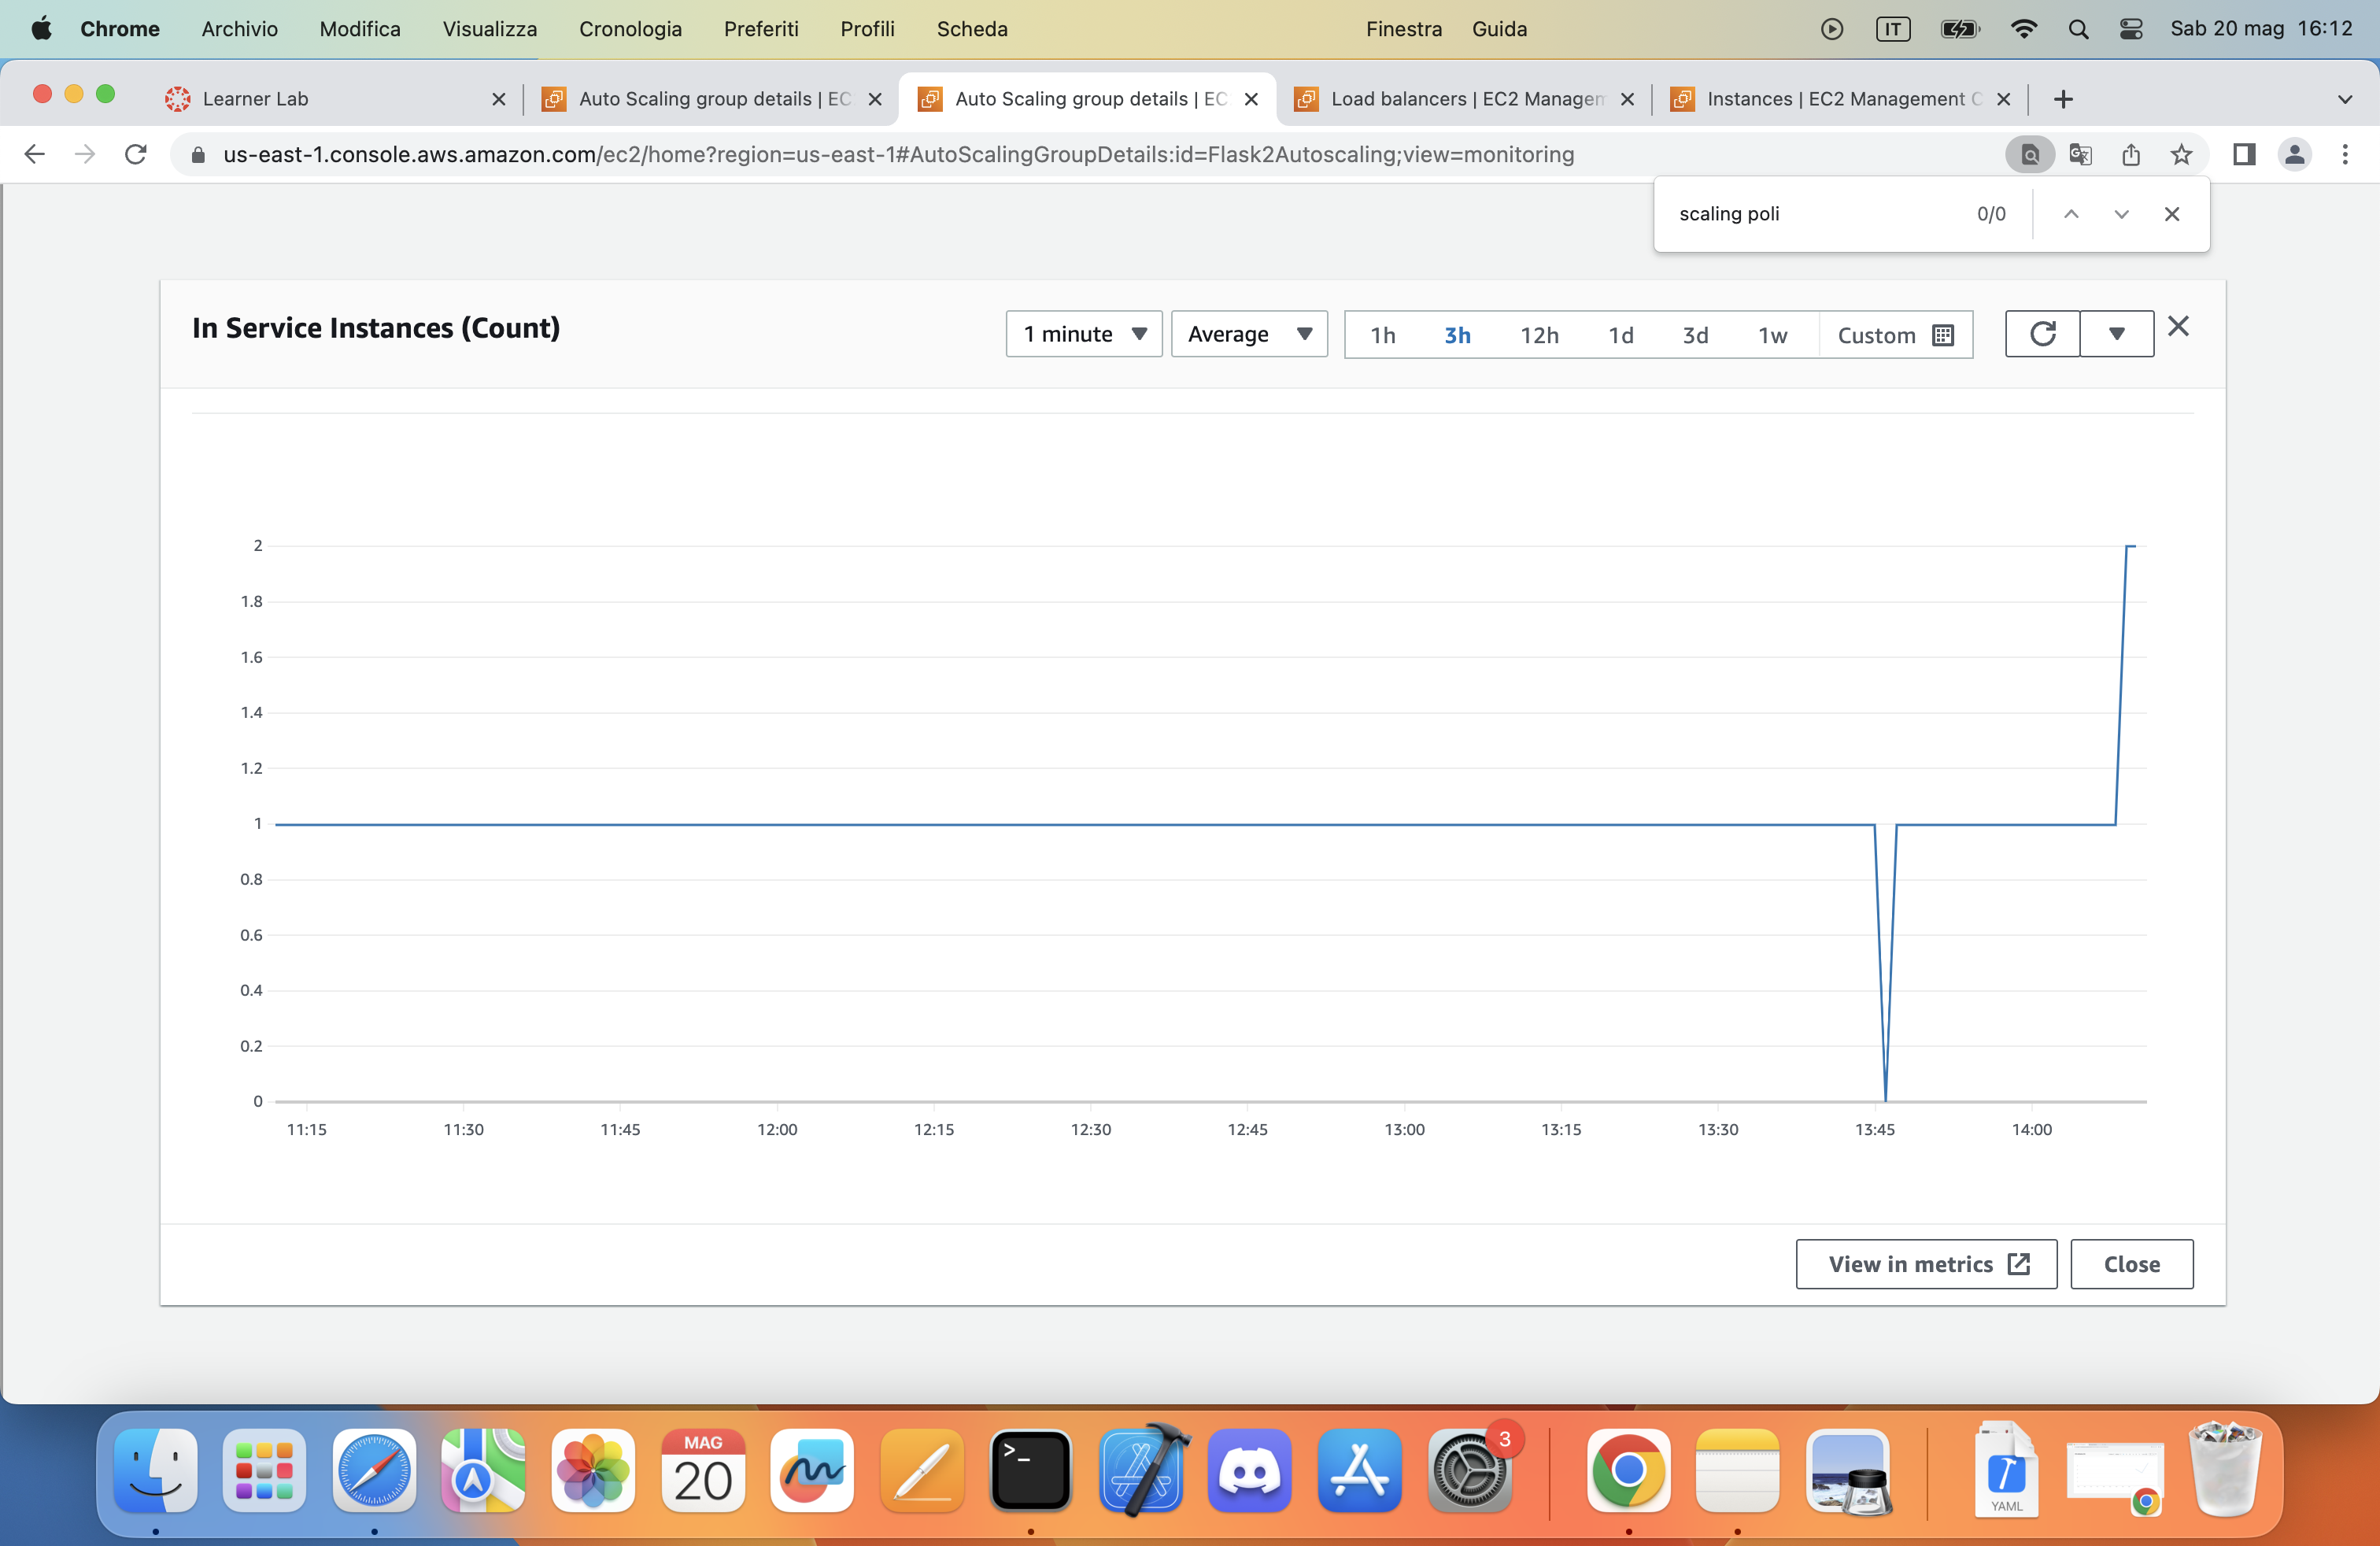 Chrome Archivio Modifica Visualizza Cronologia Preferiti Profili Scheda Finestra Guida IT Sab 20 mag 16:12
Learner Lab Auto Scaling group details | EC Auto Scaling group details | EC Load balancers | EC2 Managem Instances | EC2 Management C
us-east-1.console.aws.amazon.com/ec2/home?region=us-east-1#AutoScalingGroupDetails:id=Flask2Autoscaling;view=monitoring
scaling poli 0/0
In Service Instances (Count) 1 minute Average 1h 3h 12h 1d 3d 1w Custom
2
1.8
1.6
1.4
1.2
1
0.8
0.6
0.4
0.2
0
11:15 11:30 11:45 12:00 12:15 12:30 12:45 13:00 13:15 13:30 13:45 14:00
View in metrics Close
MAG
20
>_
3
YAML